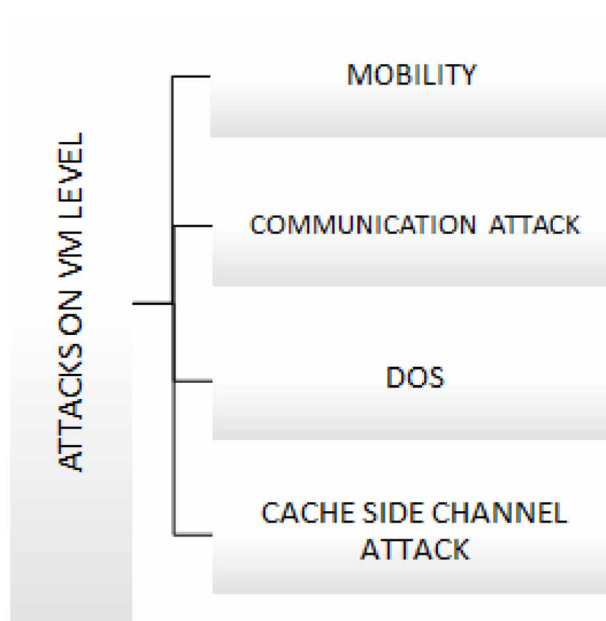 ATTACKS ON VM LEVEL
MOBILITY
COMMUNICATION ATTACK
DOS
CACHE SIDE CHANNEL
ATTACK